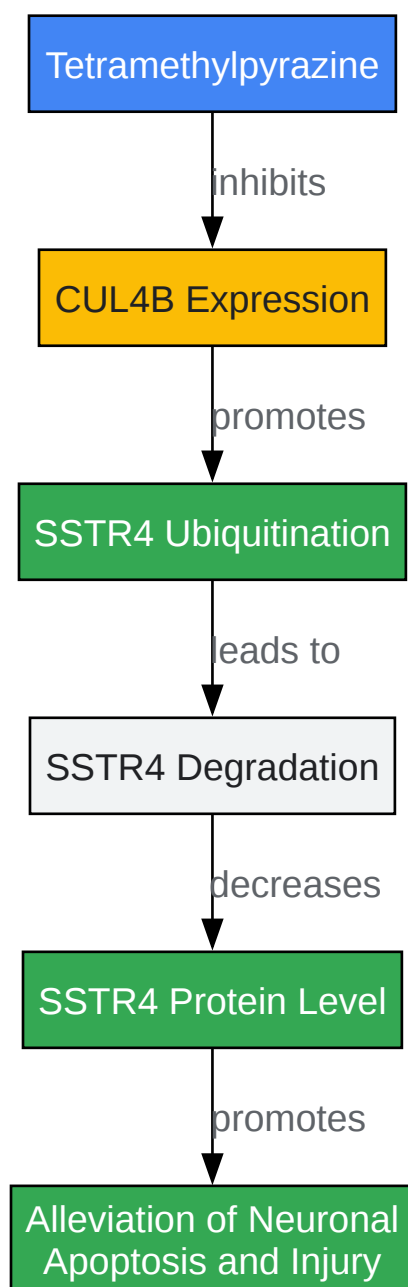 Tetramethylpyrazine
inhibits
CUL4B Expression
promotes
SSTR4 Ubiquitination
leads to
SSTR4 Degradation
decreases
SSTR4 Protein Level
promotes
Alleviation of Neuronal
Apoptosis and Injury